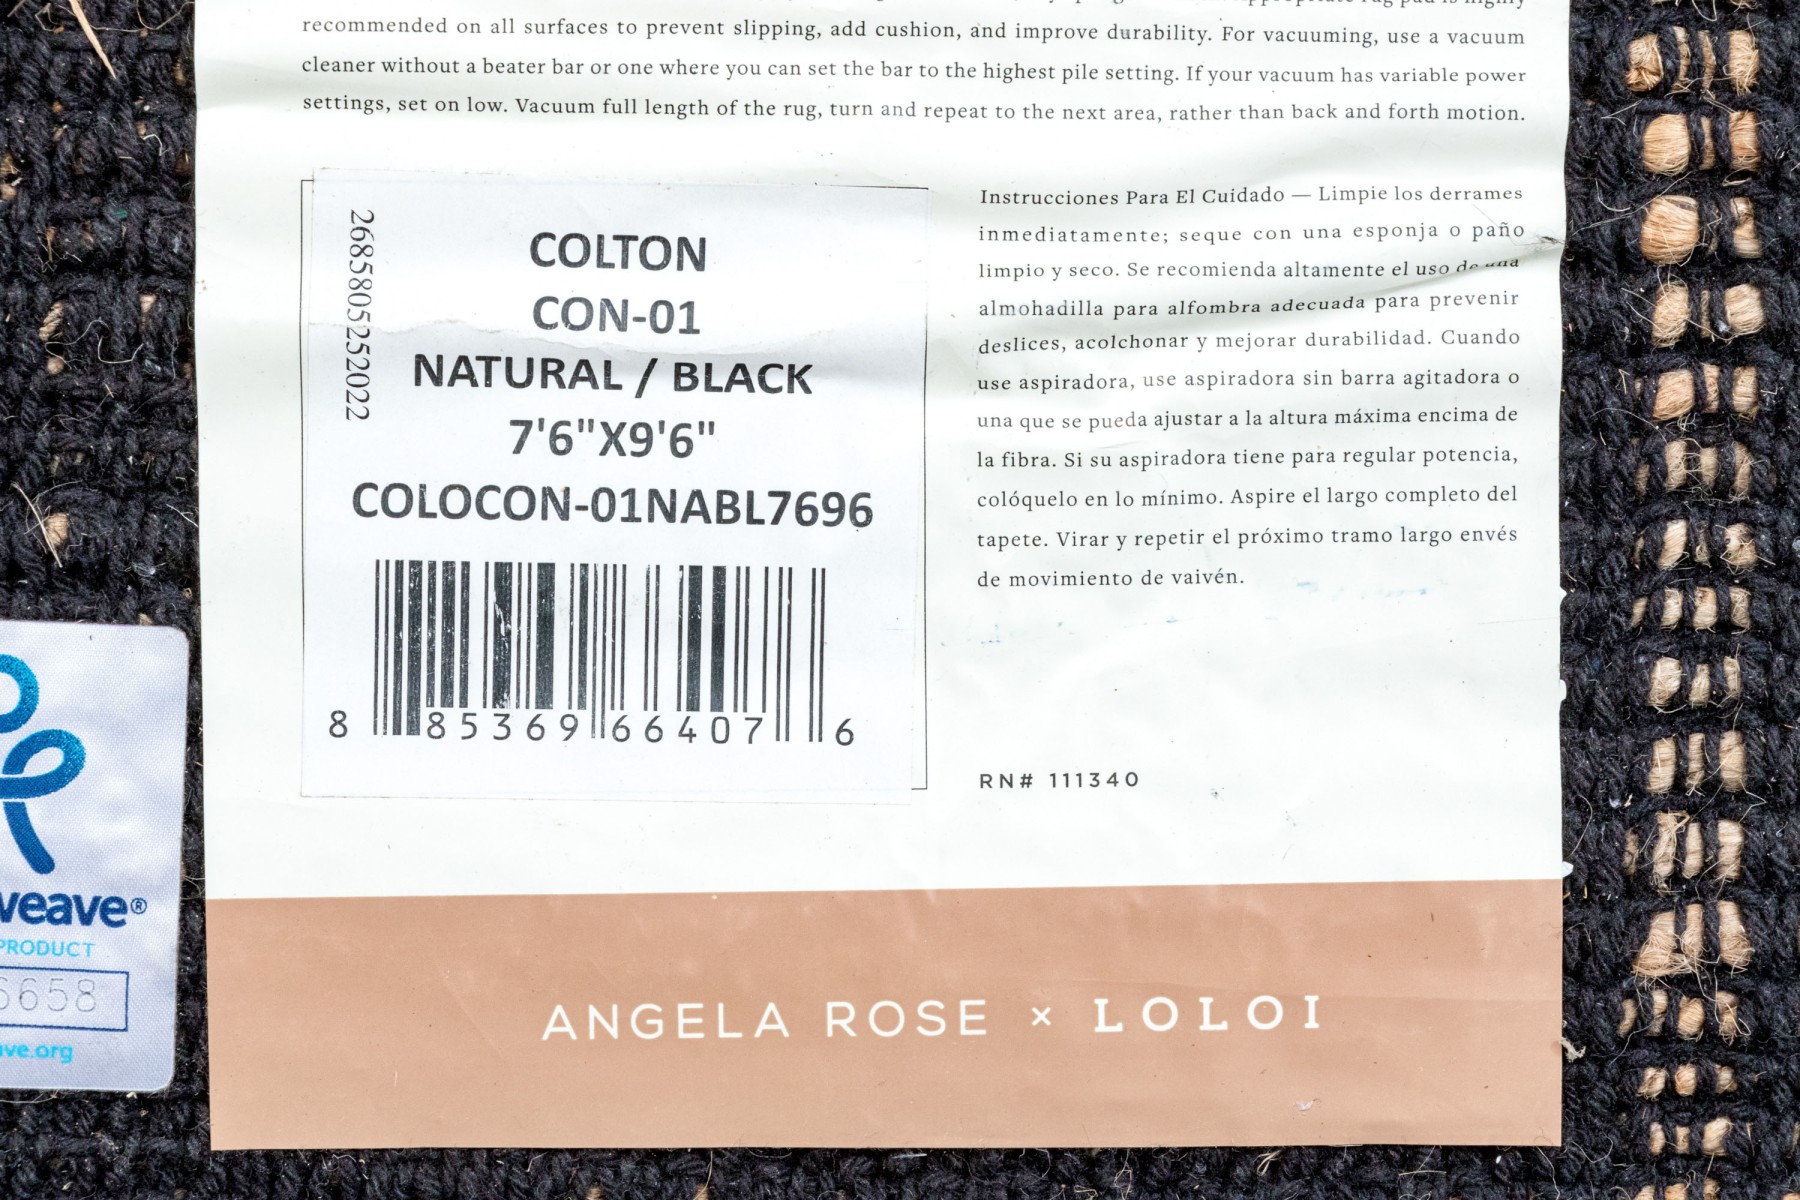 recommended on all surfaces to prevent slipping, add cushion, and improve durability. For vacuuming, use a vacuum
cleaner without a beater bar or one where you can set the bar to the highest pile setting. If your vacuum has variable power
settings, set on low. Vacuum full length of the rug, turn and repeat to the next area, rather than back and forth motion.
2685805252022
COLTON
CON-01
NATURAL / BLACK
7'6"X9'6"
COLOCON-01NABL7696
8 85369 66407 6
Instrucciones Para El Cuidado — Limpie los derrames
inmediatamente; seque con una esponja o paño
limpio y seco. Se recomienda altamente el uso de una
almohadilla para alfombra adecuada para prevenir
deslices, acolchonar y mejorar durabilidad. Cuando
use aspiradora, use aspiradora sin barra agitadora o
una que se pueda ajustar a la altura máxima encima de
la fibra. Si su aspiradora tiene para regular potencia,
colóquelo en lo mínimo. Aspire el largo completo del
tapete. Virar y repetir el próximo tramo largo envés
de movimiento de vaivén.
RN# 111340
ANGELA ROSE × LOLOI
weave®
PRODUCT
6658
ve.org